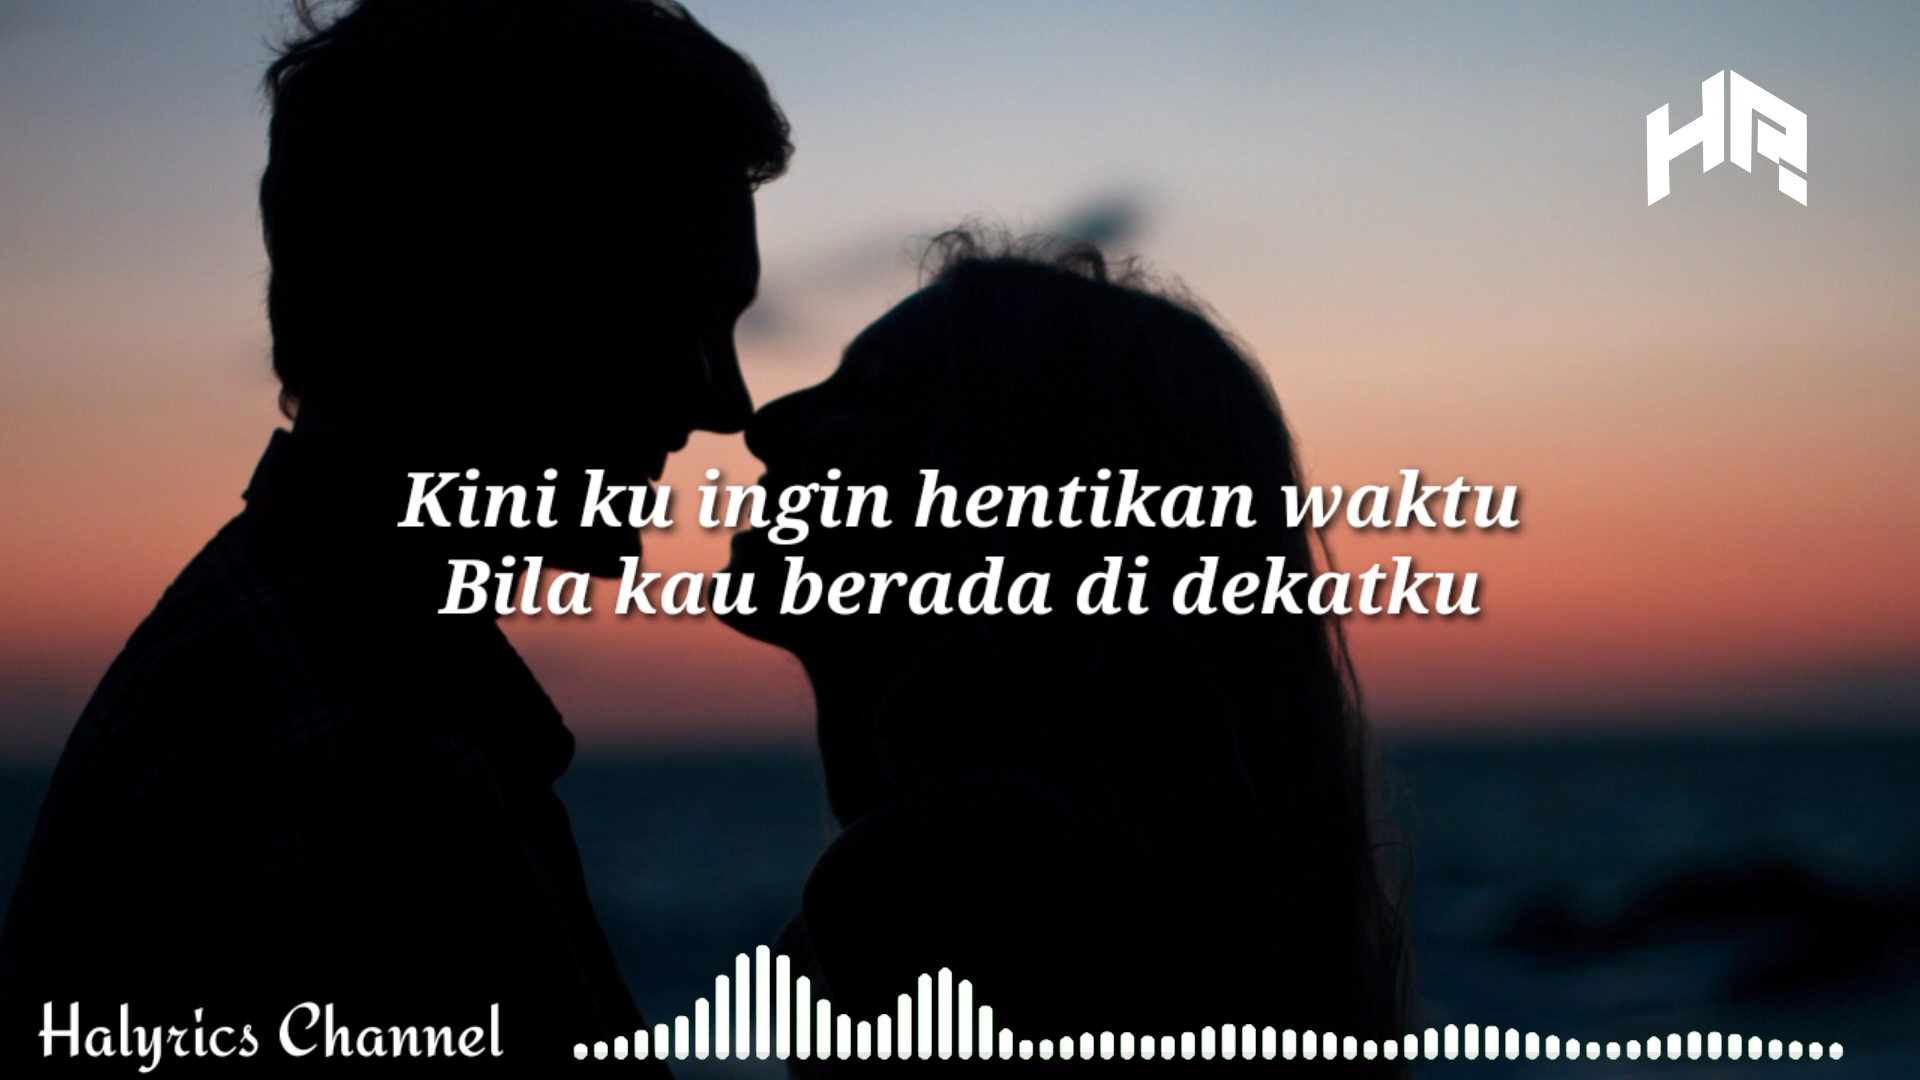 Kini ku ingin hentikan waktu
Bila kau berada di dekatku
Halyrics Channel